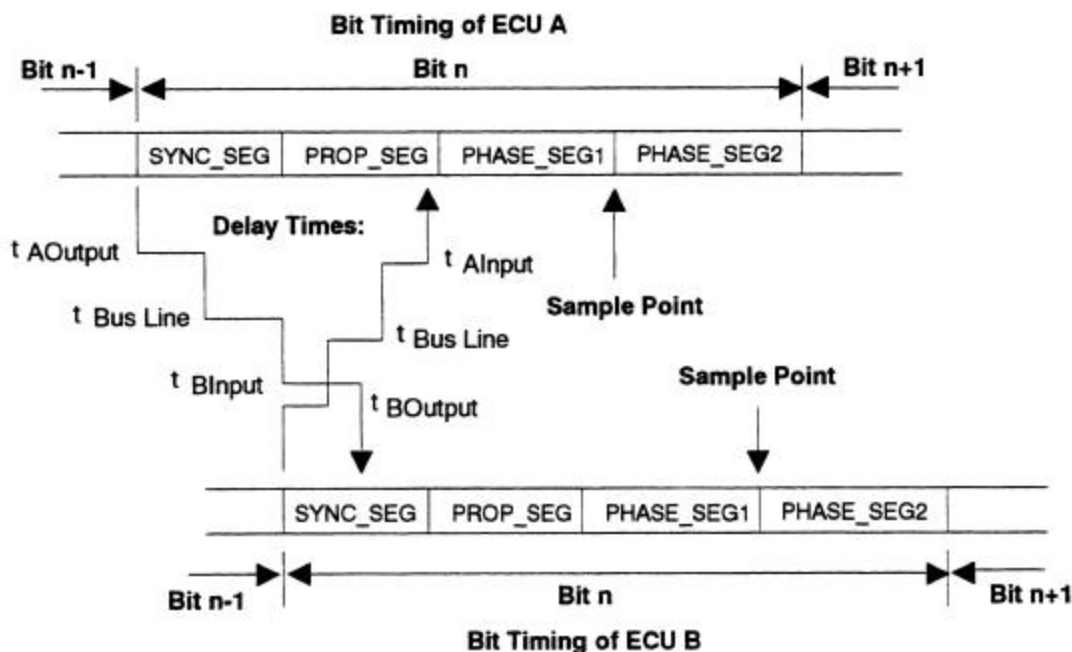 Bit Timing of ECU A
Bit n-1
Bit n
Bit n+1
SYNC_SEG PROP_SEG PHASE_SEG1 PHASE_SEG2
Delay Times:
t AOutput
t AInput
Sample Point
t Bus Line
t Bus Line
Sample Point
t BInput
t BOutput
SYNC_SEG PROP_SEG PHASE_SEG1 PHASE_SEG2
Bit n-1
Bit n
Bit n+1
Bit Timing of ECU B